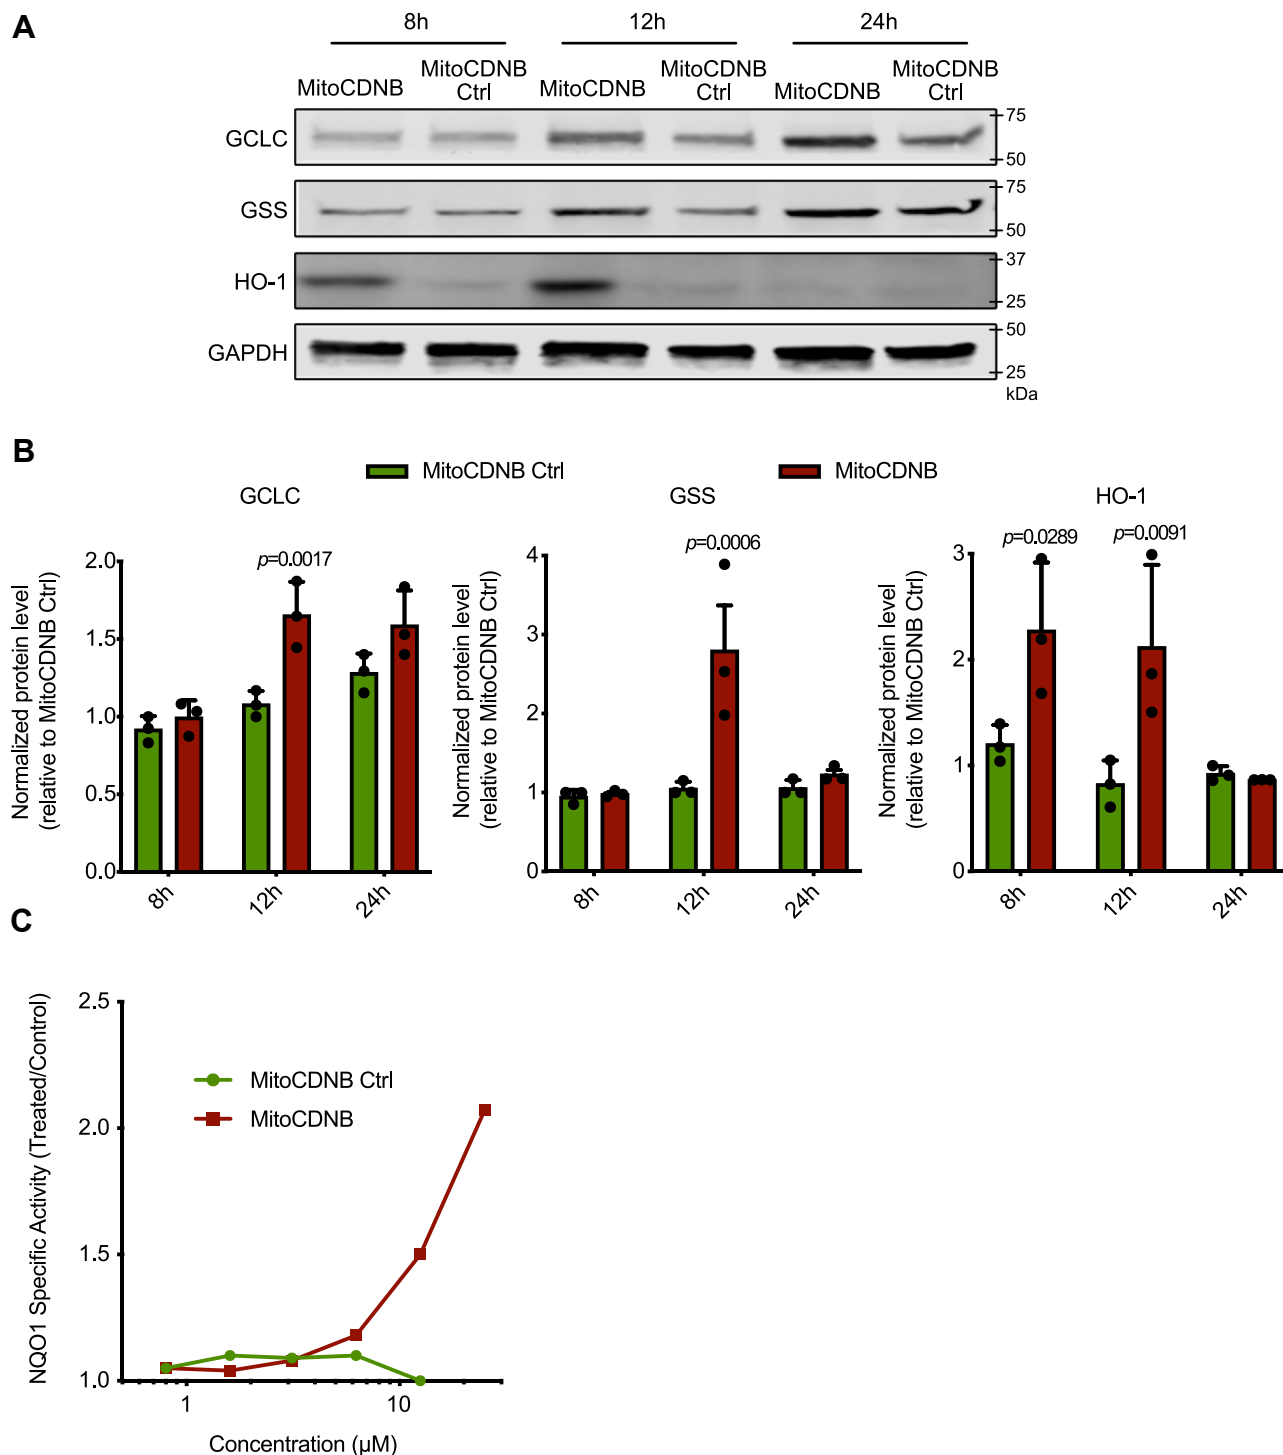 A
8h 12h 24h
MitoCDNB MitoCDNB Ctrl MitoCDNB MitoCDNB Ctrl MitoCDNB MitoCDNB Ctrl
GCLC
75
50
GSS
75
50
HO-1
37
25
GAPDH
50
25
kDa
B
MitoCDNB Ctrl MitoCDNB
GCLC
Normalized protein level
(relative to MitoCDNB Ctrl)
2.0
1.5
1.0
0.5
0.0
p=0.0017
8h 12h 24h
GSS
Normalized protein level
(relative to MitoCDNB Ctrl)
4
3
2
1
0
p=0.0006
8h 12h 24h
HO-1
Normalized protein level
(relative to MitoCDNB Ctrl)
3
2
1
0
p=0.0289 p=0.0091
8h 12h 24h
C
NQO1 Specific Activity (Treated/Control)
2.5
2.0
1.5
1.0
MitoCDNB Ctrl
MitoCDNB
1 10
Concentration (µM)